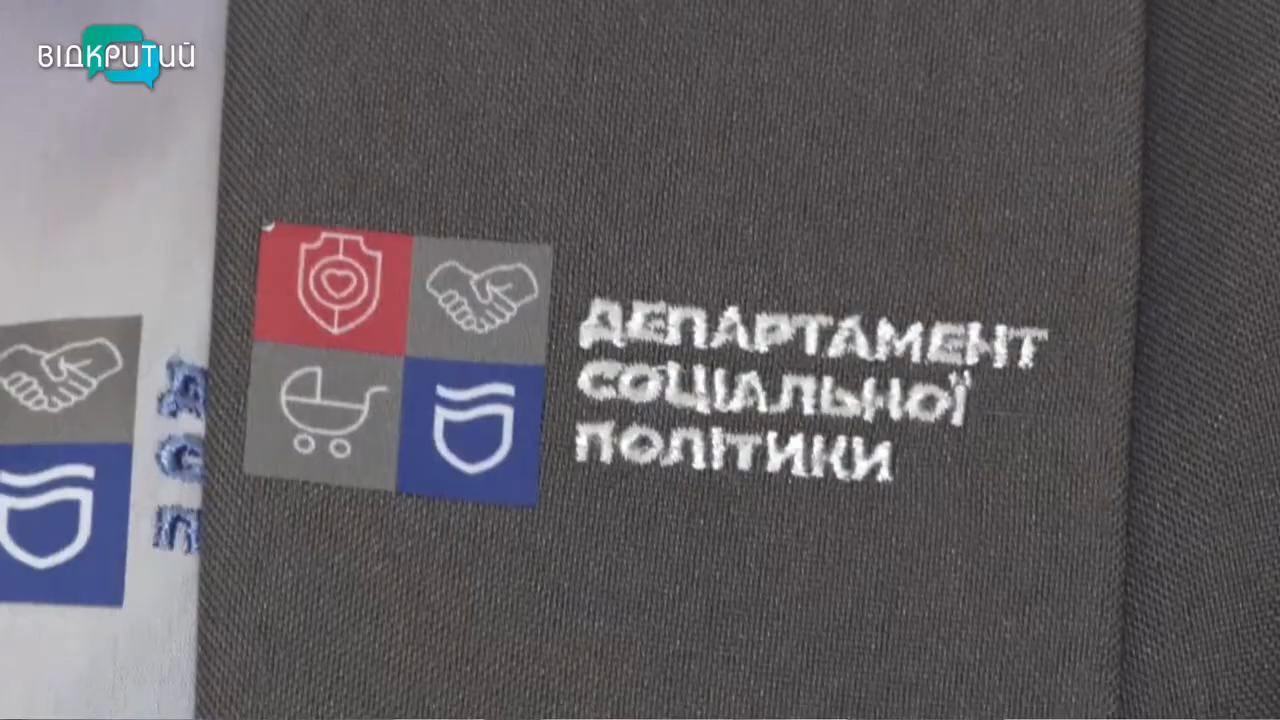 ВІДКРИТИЙ
ДЕПАРТАМЕНТ
СОЦІАЛЬНОЇ
ПОЛІТИКИ
Д
С
П